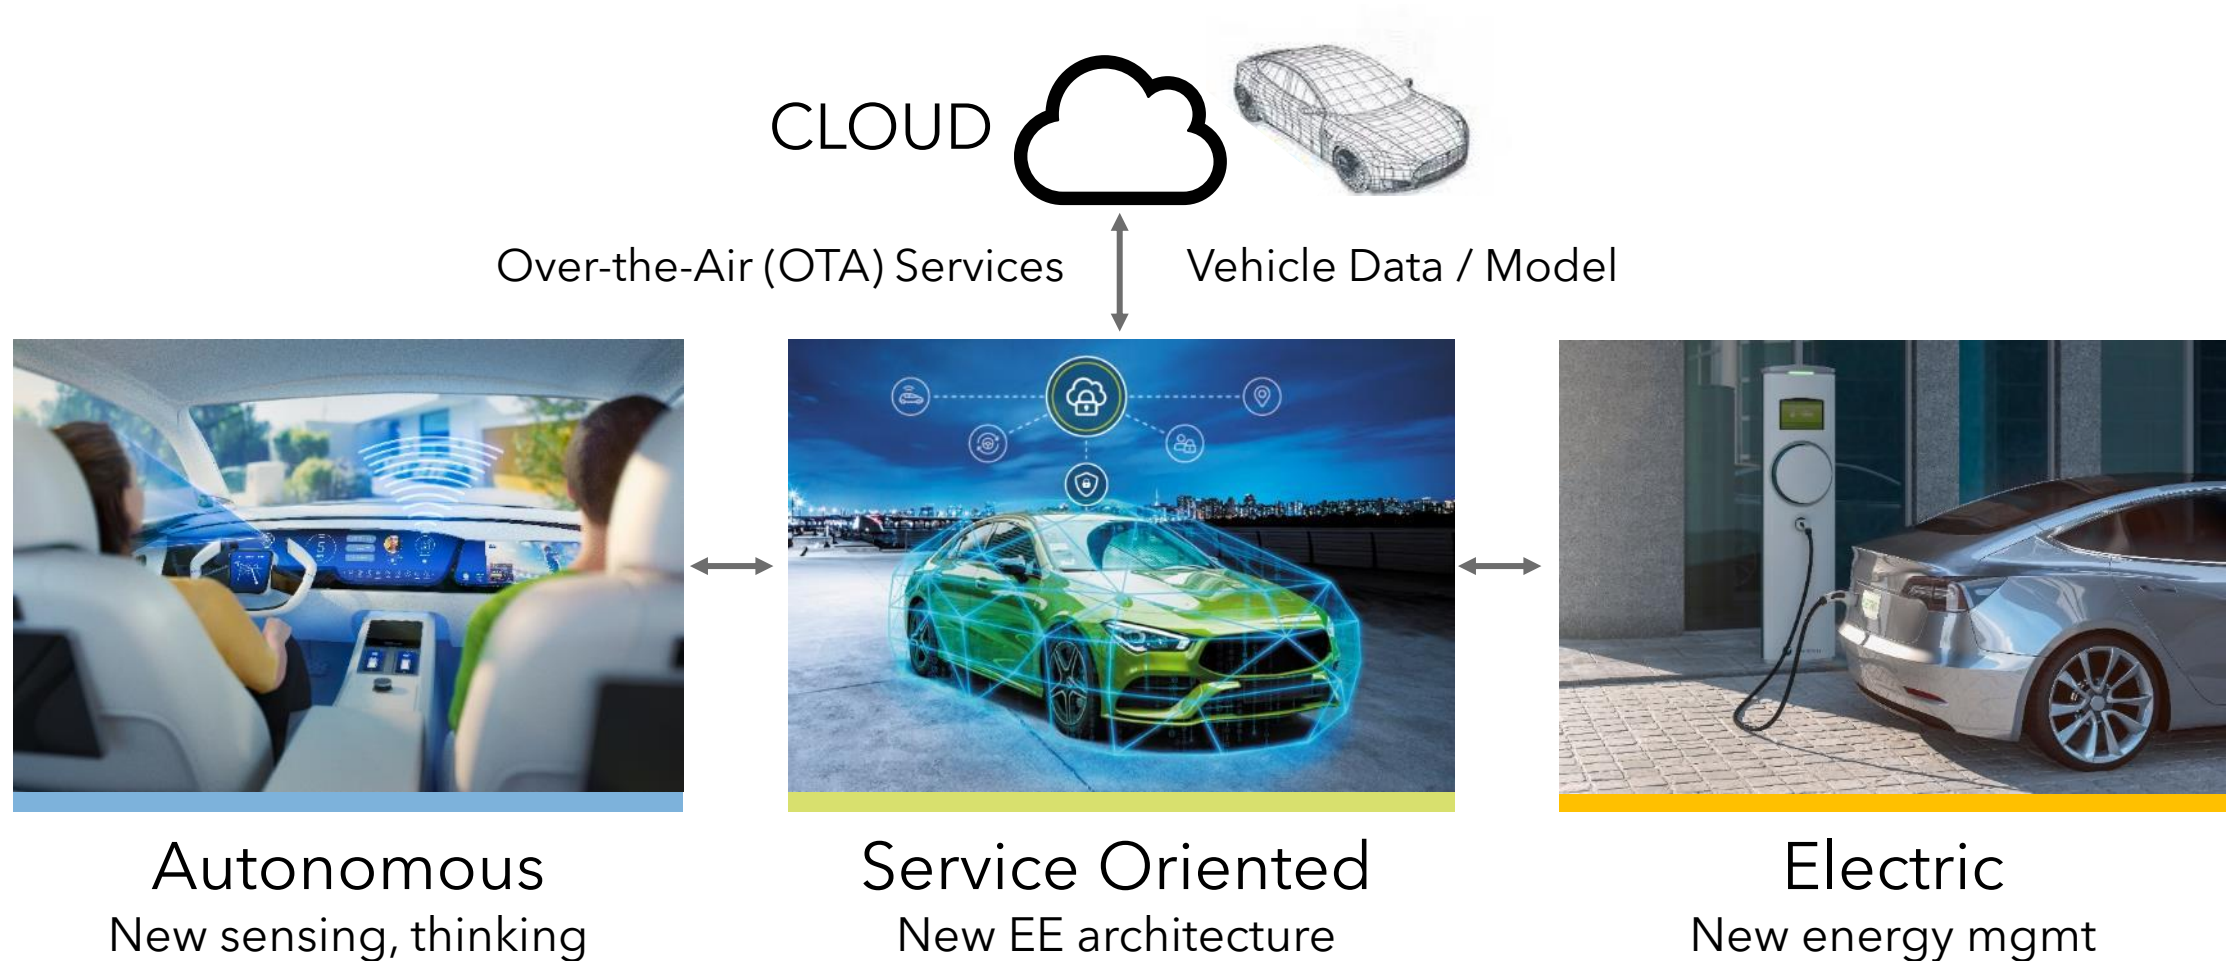 CLOUD
Over-the-Air (OTA) Services
Vehicle Data / Model
Autonomous
New sensing, thinking
Service Oriented
New EE architecture
Electric
New energy mgmt